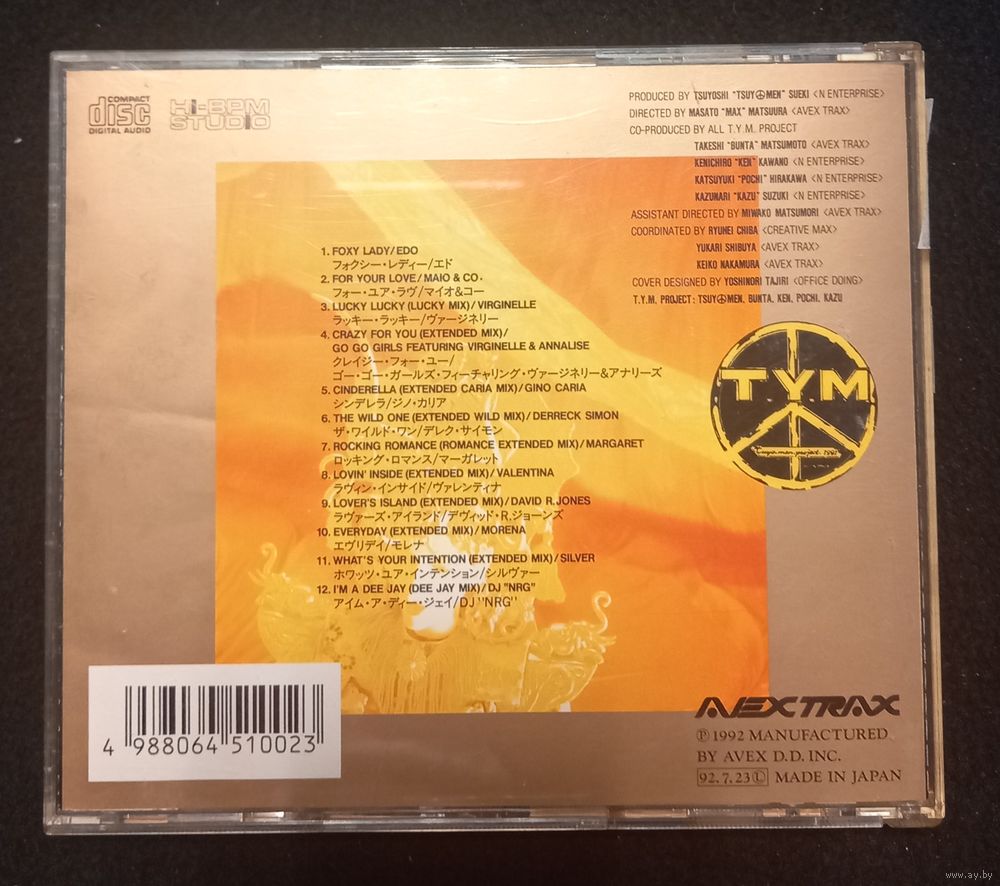 COMPACT
disc
DIGITAL AUDIO
HI-BPM
STUDIO
PRODUCED BY TSUYOSHI "TSUY☮MEN" SUEKI <N ENTERPRISE>
DIRECTED BY MASATO "MAX" MATSUURA <AVEX TRAX>
CO-PRODUCED BY ALL T.Y.M. PROJECT
TAKESHI "BUNTA" MATSUMOTO <AVEX TRAX>
KENICHIRO "KEN" KAWANO <N ENTERPRISE>
KATSUYUKI "POCHI" HIRAKAWA <N ENTERPRISE>
KAZUNARI "KAZU" SUZUKI <N ENTERPRISE>
ASSISTANT DIRECTED BY MIWAKO MATSUMORI <AVEX TRAX>
COORDINATED BY RYUHEI CHIBA <CREATIVE MAX>
YUKARI SHIBUYA <AVEX TRAX>
KEIKO NAKAMURA <AVEX TRAX>
COVER DESIGNED BY YOSHINORI TAJIRI <OFFICE DOING>
T.Y.M. PROJECT: TSUY☮MEN, BUNTA, KEN, POCHI, KAZU
1. FOXY LADY/EDO
フォクシー・レディー/エド
2. FOR YOUR LOVE/MAIO & CO.
フォー・ユア・ラヴ/マイオ&コー
3. LUCKY LUCKY (LUCKY MIX)/VIRGINELLE
ラッキー・ラッキー/ヴァージネリー
4. CRAZY FOR YOU (EXTENDED MIX)/
GO GO GIRLS FEATURING VIRGINELLE & ANNALISE
クレイジー・フォー・ユー/
ゴー・ゴー・ガールズ・フィーチャリング・ヴァージネリー&アナリーズ
5. CINDERELLA (EXTENDED CARIA MIX)/GINO CARIA
シンデレラ/ジノ・カリア
6. THE WILD ONE (EXTENDED WILD MIX)/DERRECK SIMON
ザ・ワイルド・ワン/デレク・サイモン
7. ROCKING ROMANCE (ROMANCE EXTENDED MIX)/MARGARET
ロッキング・ロマンス/マーガレット
8. LOVIN' INSIDE (EXTENDED MIX)/VALENTINA
ラヴィン・インサイド/ヴァレンティナ
9. LOVER'S ISLAND (EXTENDED MIX)/DAVID R.JONES
ラヴァーズ・アイランド/デヴィッド・R.ジョーンズ
10. EVERYDAY (EXTENDED MIX)/MORENA
エヴリデイ/モレナ
11. WHAT'S YOUR INTENTION (EXTENDED MIX)/SILVER
ホワッツ・ユア・インテンション/シルヴァー
12. I'M A DEE JAY (DEE JAY MIX)/DJ "NRG"
アイム・ア・ディー・ジェイ/DJ "NRG"
TYM
project. 1992
4 988064 510023
AVEX TRAX
Ⓟ 1992 MANUFACTURED
BY AVEX D.D. INC.
92.7.23Ⓛ MADE IN JAPAN
www.ay.by